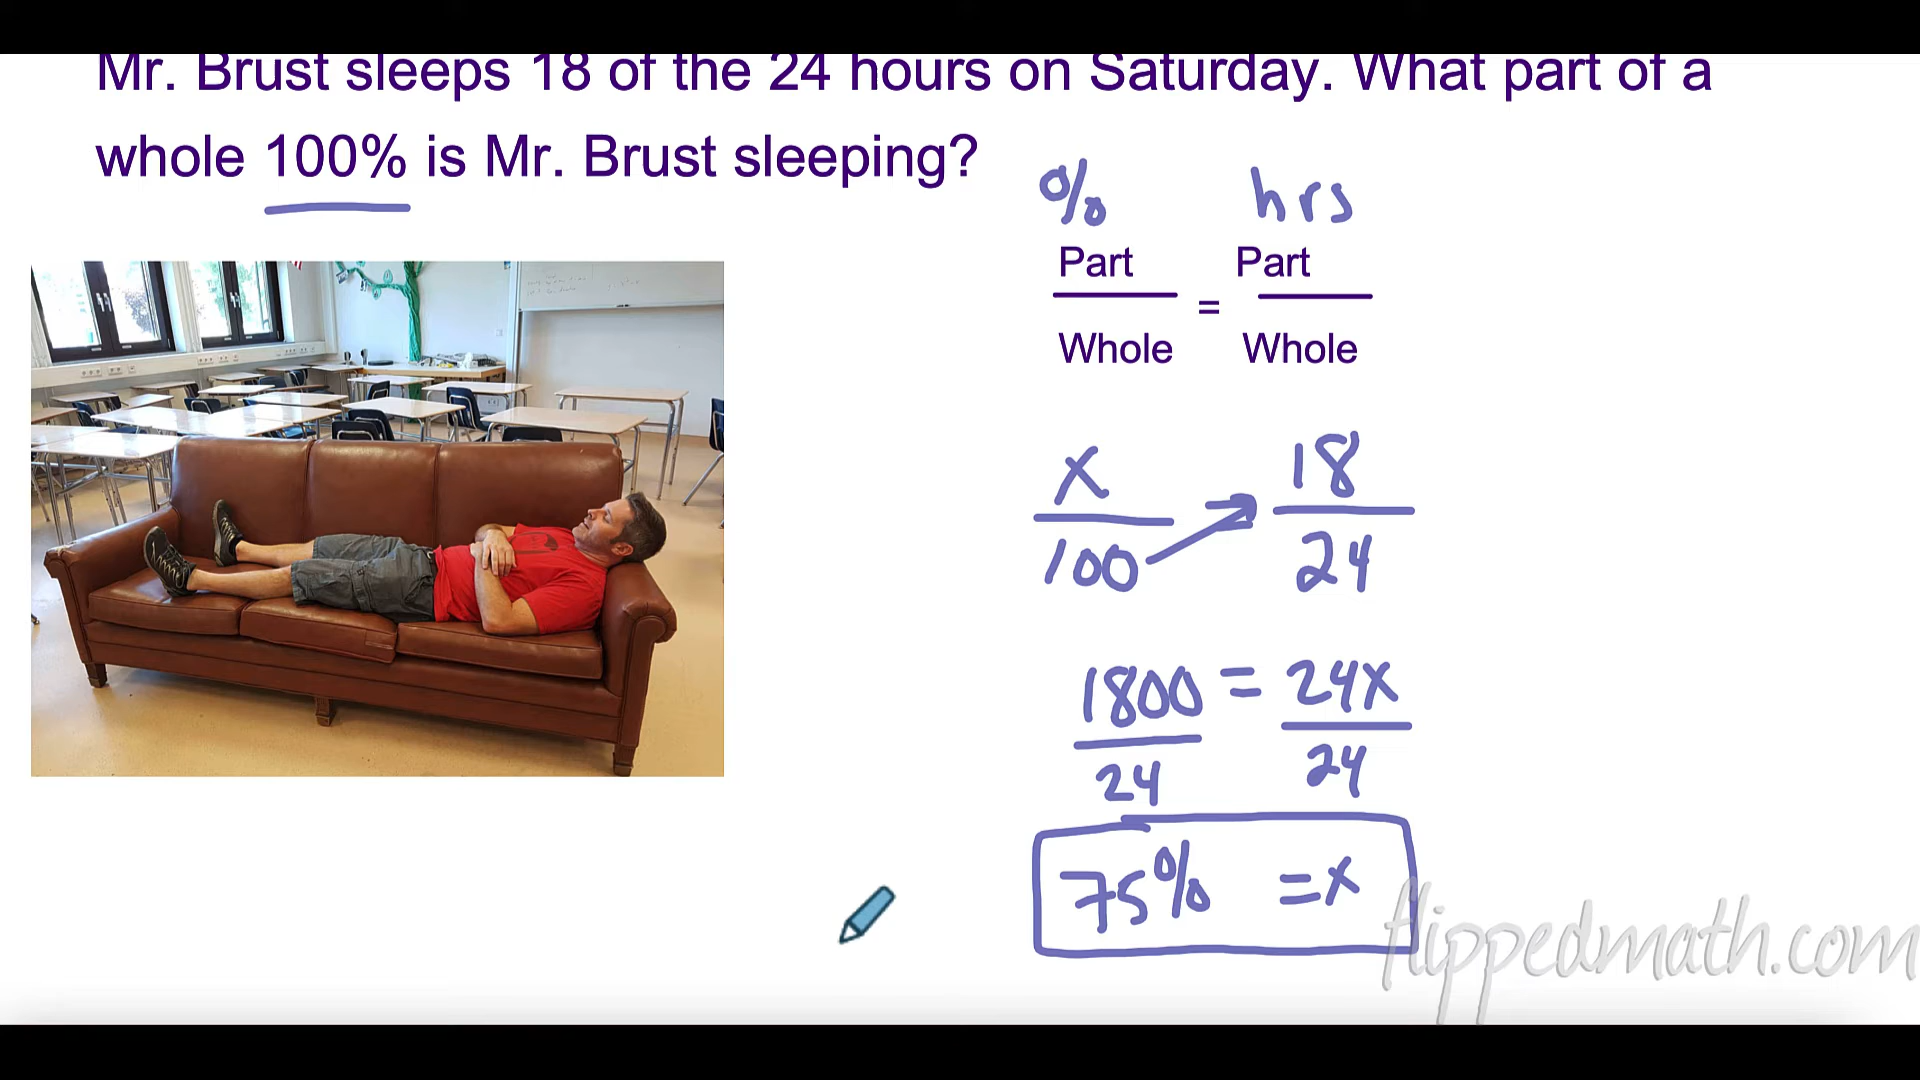 Mr. Brust sleeps 18 of the 24 hours on Saturday. What part of a
whole 100% is Mr. Brust sleeping?
% hrs
Part Part
=
Whole Whole
x 18
100 24
1800 = 24x
24 24
75% =x
flippedmath.com